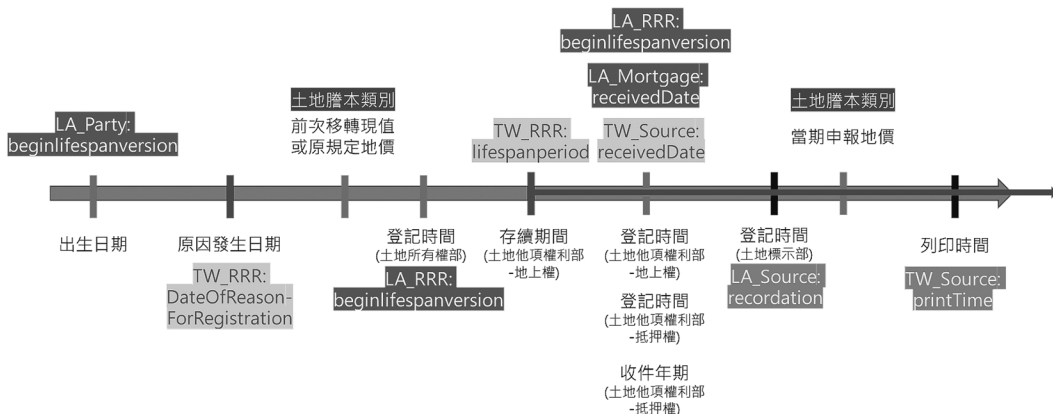 LA_RRR:
beginlifespanversion
LA_Mortgage:
receivedDate
土地謄本類別
前次移轉現值
或原規定地價
土地謄本類別
當期申報地價
LA_Party:
beginlifespanversion
TW_RRR:
lifespanperiod
TW_Source:
receivedDate
出生日期
原因發生日期
TW_RRR:
DateOfReason-
ForRegistration
登記時間
(土地所有權部)
LA_RRR:
beginlifespanversion
存續期間
(土地他項權利部
-地上權)
登記時間
(土地他項權利部
-地上權)
登記時間
(土地他項權利部
-抵押權)
收件年期
(土地他項權利部
-抵押權)
登記時間
(土地標示部)
LA_Source:
recordation
列印時間
TW_Source:
printTime